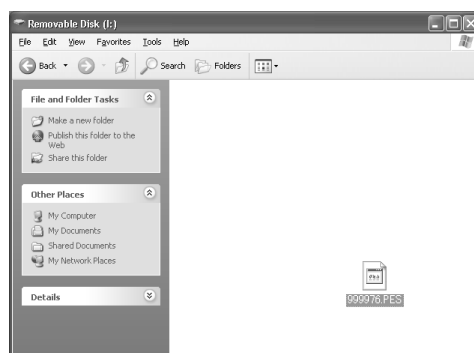 Removable Disk (I:)
File Edit View Favorites Tools Help
Back Search Folders
File and Folder Tasks
Make a new folder
Publish this folder to the
Web
Share this folder
Other Places
My Computer
My Documents
Shared Documents
My Network Places
Details
999976.PES